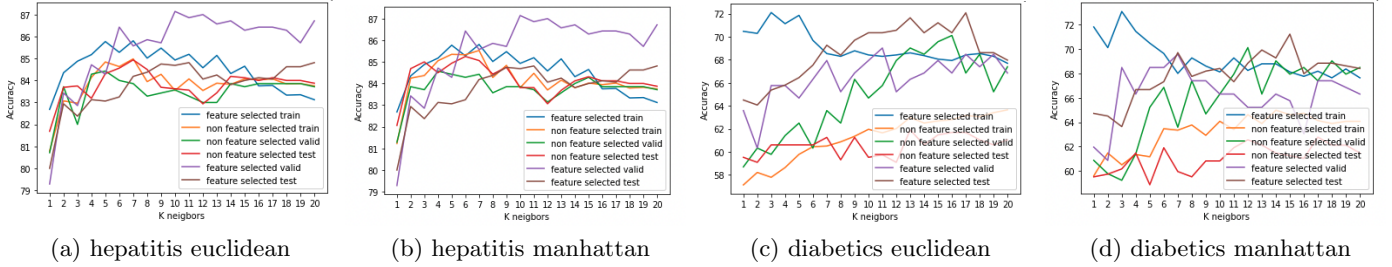 87
86
85
84
83
82
81
80
79
Accuracy
feature selected train
non feature selected train
non feature selected valid
non feature selected test
feature selected valid
feature selected test
1 2 3 4 5 6 7 8 9 10 11 12 13 14 15 16 17 18 19 20
K neigbors
(a) hepatitis euclidean
87
86
85
84
83
82
81
80
79
Accuracy
feature selected train
non feature selected train
non feature selected valid
non feature selected test
feature selected valid
feature selected test
1 2 3 4 5 6 7 8 9 10 11 12 13 14 15 16 17 18 19 20
K neigbors
(b) hepatitis manhattan
72
70
68
66
64
62
60
58
Accuracy
feature selected train
non feature selected train
non feature selected valid
non feature selected test
feature selected valid
feature selected test
1 2 3 4 5 6 7 8 9 10 11 12 13 14 15 16 17 18 19 20
K neigbors
(c) diabetics euclidean
72
70
68
66
64
62
60
Accuracy
feature selected train
non feature selected train
non feature selected valid
non feature selected test
feature selected valid
feature selected test
1 2 3 4 5 6 7 8 9 10 11 12 13 14 15 16 17 18 19 20
K neigbors
(d) diabetics manhattan